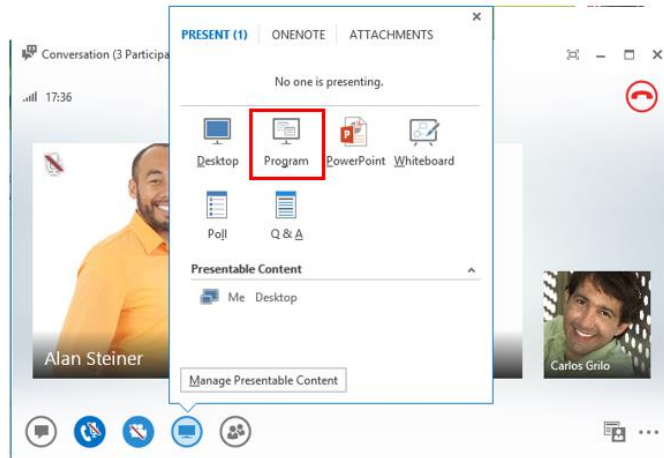 PRESENT (1) ONENOTE ATTACHMENTS
Conversation (3 Participa
No one is presenting.
17:36
Desktop Program PowerPoint Whiteboard
Poll Q & A
Presentable Content
Me Desktop
Alan Steiner
Carlos Grilo
Manage Presentable Content